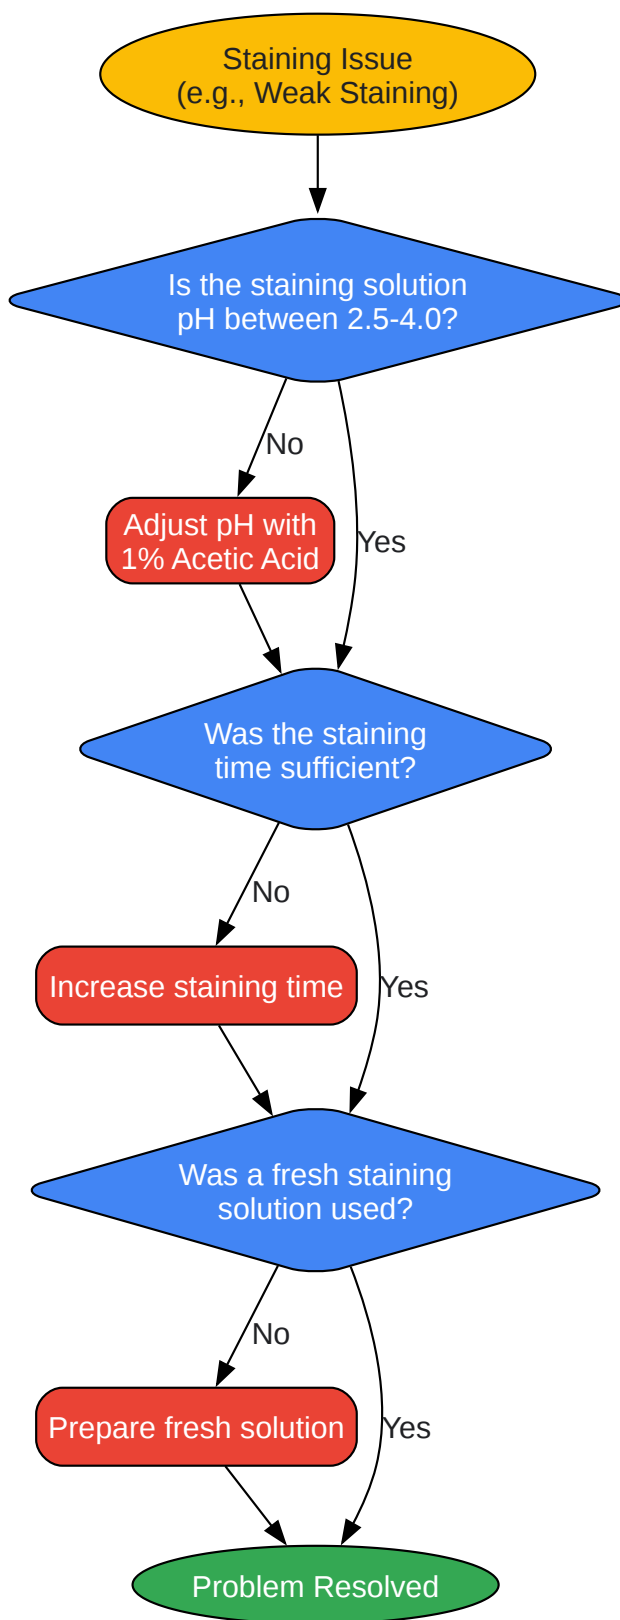 Staining Issue
(e.g., Weak Staining)
Is the staining solution
pH between 2.5-4.0?
No
Adjust pH with
1% Acetic Acid
Yes
Was the staining
time sufficient?
No
Increase staining time
Yes
Was a fresh staining
solution used?
No
Prepare fresh solution
Yes
Problem Resolved